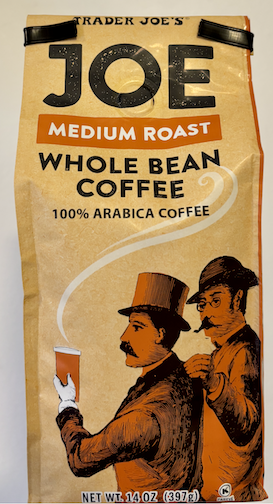 TRADER JOE'S
JOE
MEDIUM ROAST
WHOLE BEAN
COFFEE
100% ARABICA COFFEE
NET WT. 14 OZ (397g)